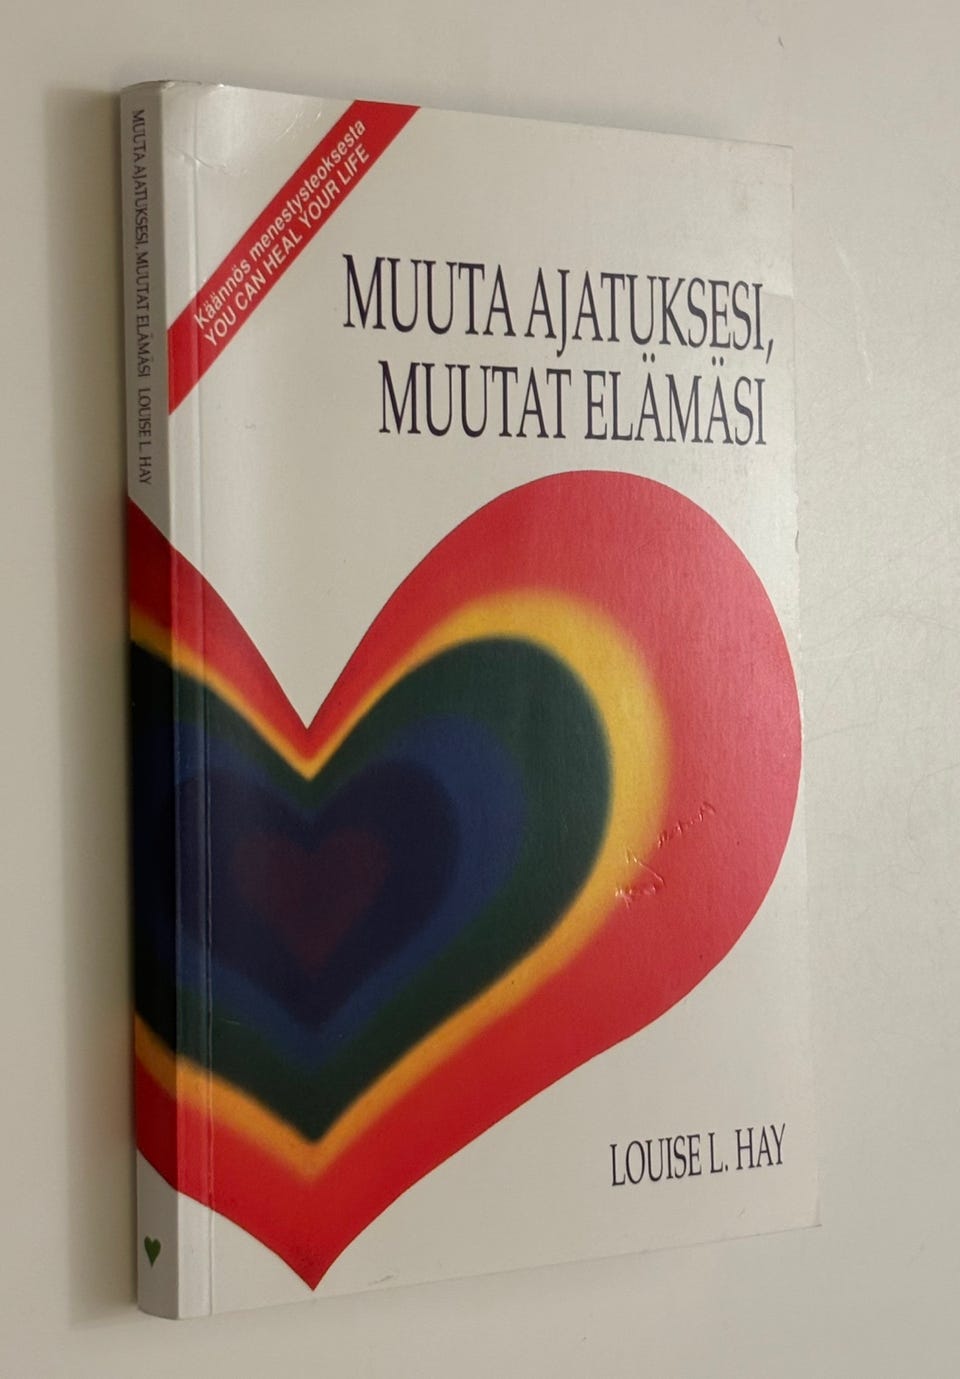 MUUTA AJATUKSESI, MUUTAT ELÄMÄSI LOUISE L. HAY
Käännös menestysteoksesta
YOU CAN HEAL YOUR LIFE
MUUTA AJATUKSESI,
MUUTAT ELÄMÄSI
LOUISE L. HAY